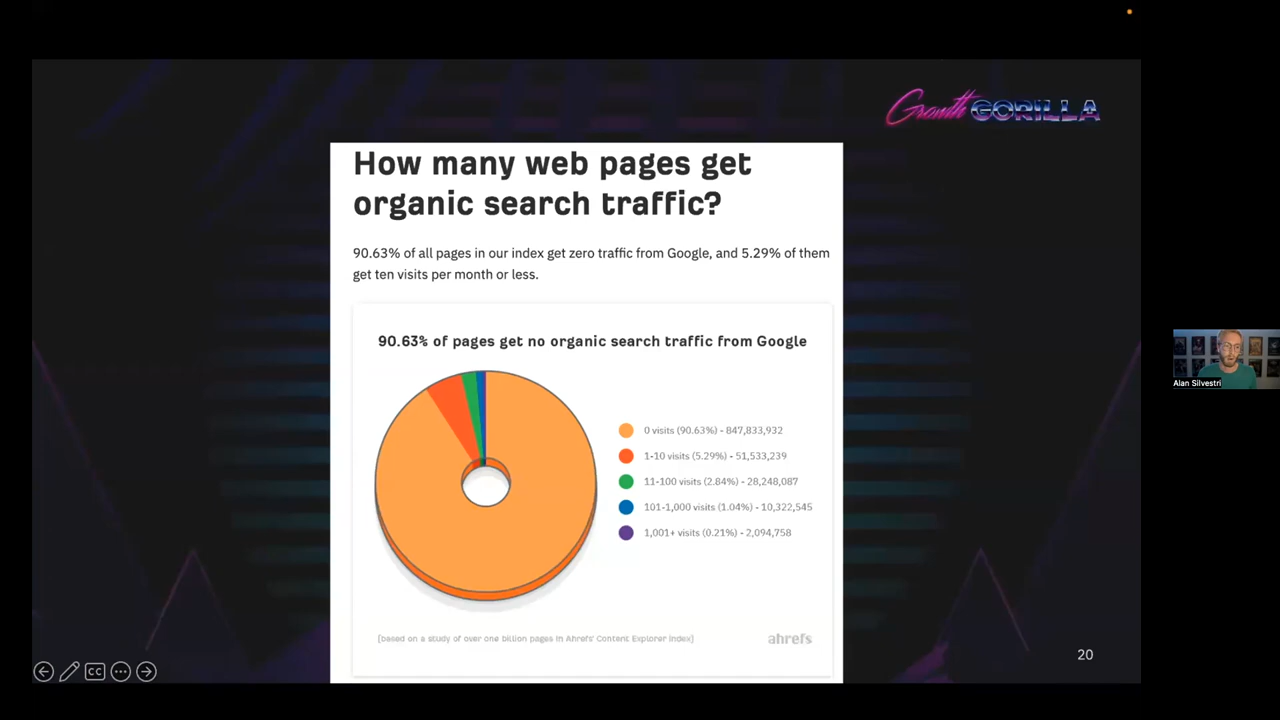 Growth GORILLA
How many web pages get
organic search traffic?
90.63% of all pages in our index get zero traffic from Google, and 5.29% of them
get ten visits per month or less.
90.63% of pages get no organic search traffic from Google
0 visits (90.63%) - 847,833,932
1-10 visits (5.29%) - 51,533,239
11-100 visits (2.84%) - 28,248,087
101-1,000 visits (1.04%) - 10,322,545
1,001+ visits (0.21%) - 2,094,758
(based on a study of over one billion pages in Ahrefs' Content Explorer index)
ahrefs
20
CC
Alan Silvestri